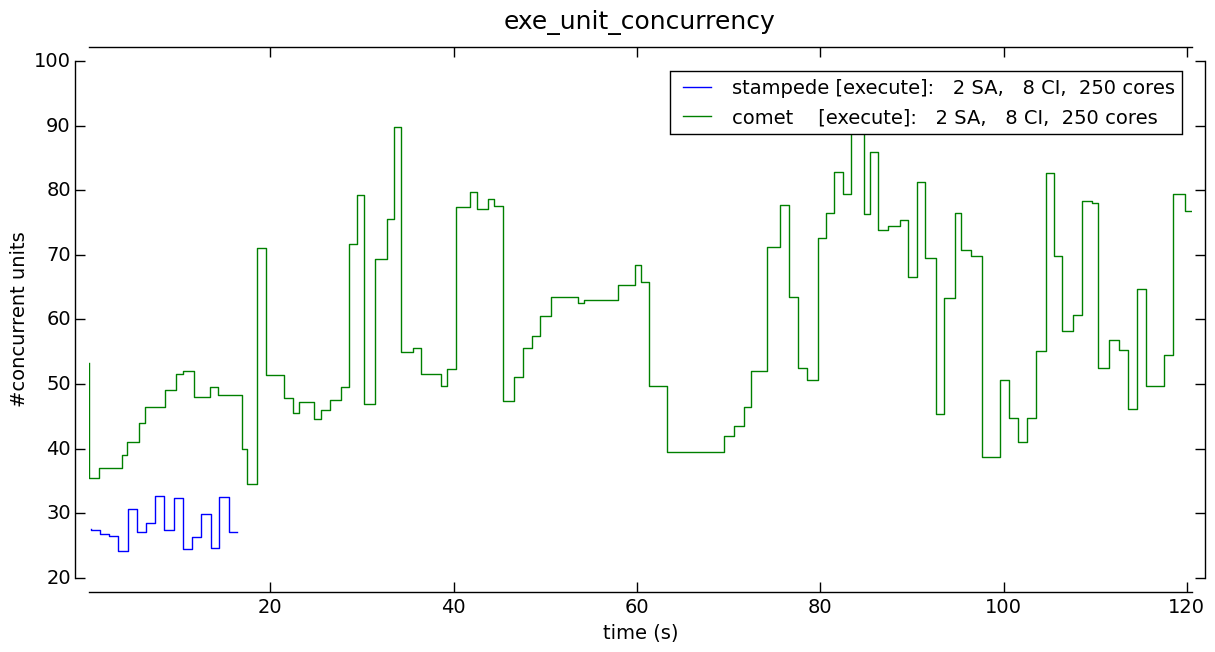 exe_unit_concurrency
100
90
80
70
60
50
40
30
20
#concurrent units
stampede [execute]:   2 SA,   8 CI,  250 cores
comet    [execute]:   2 SA,   8 CI,  250 cores
20 40 60 80 100 120
time (s)